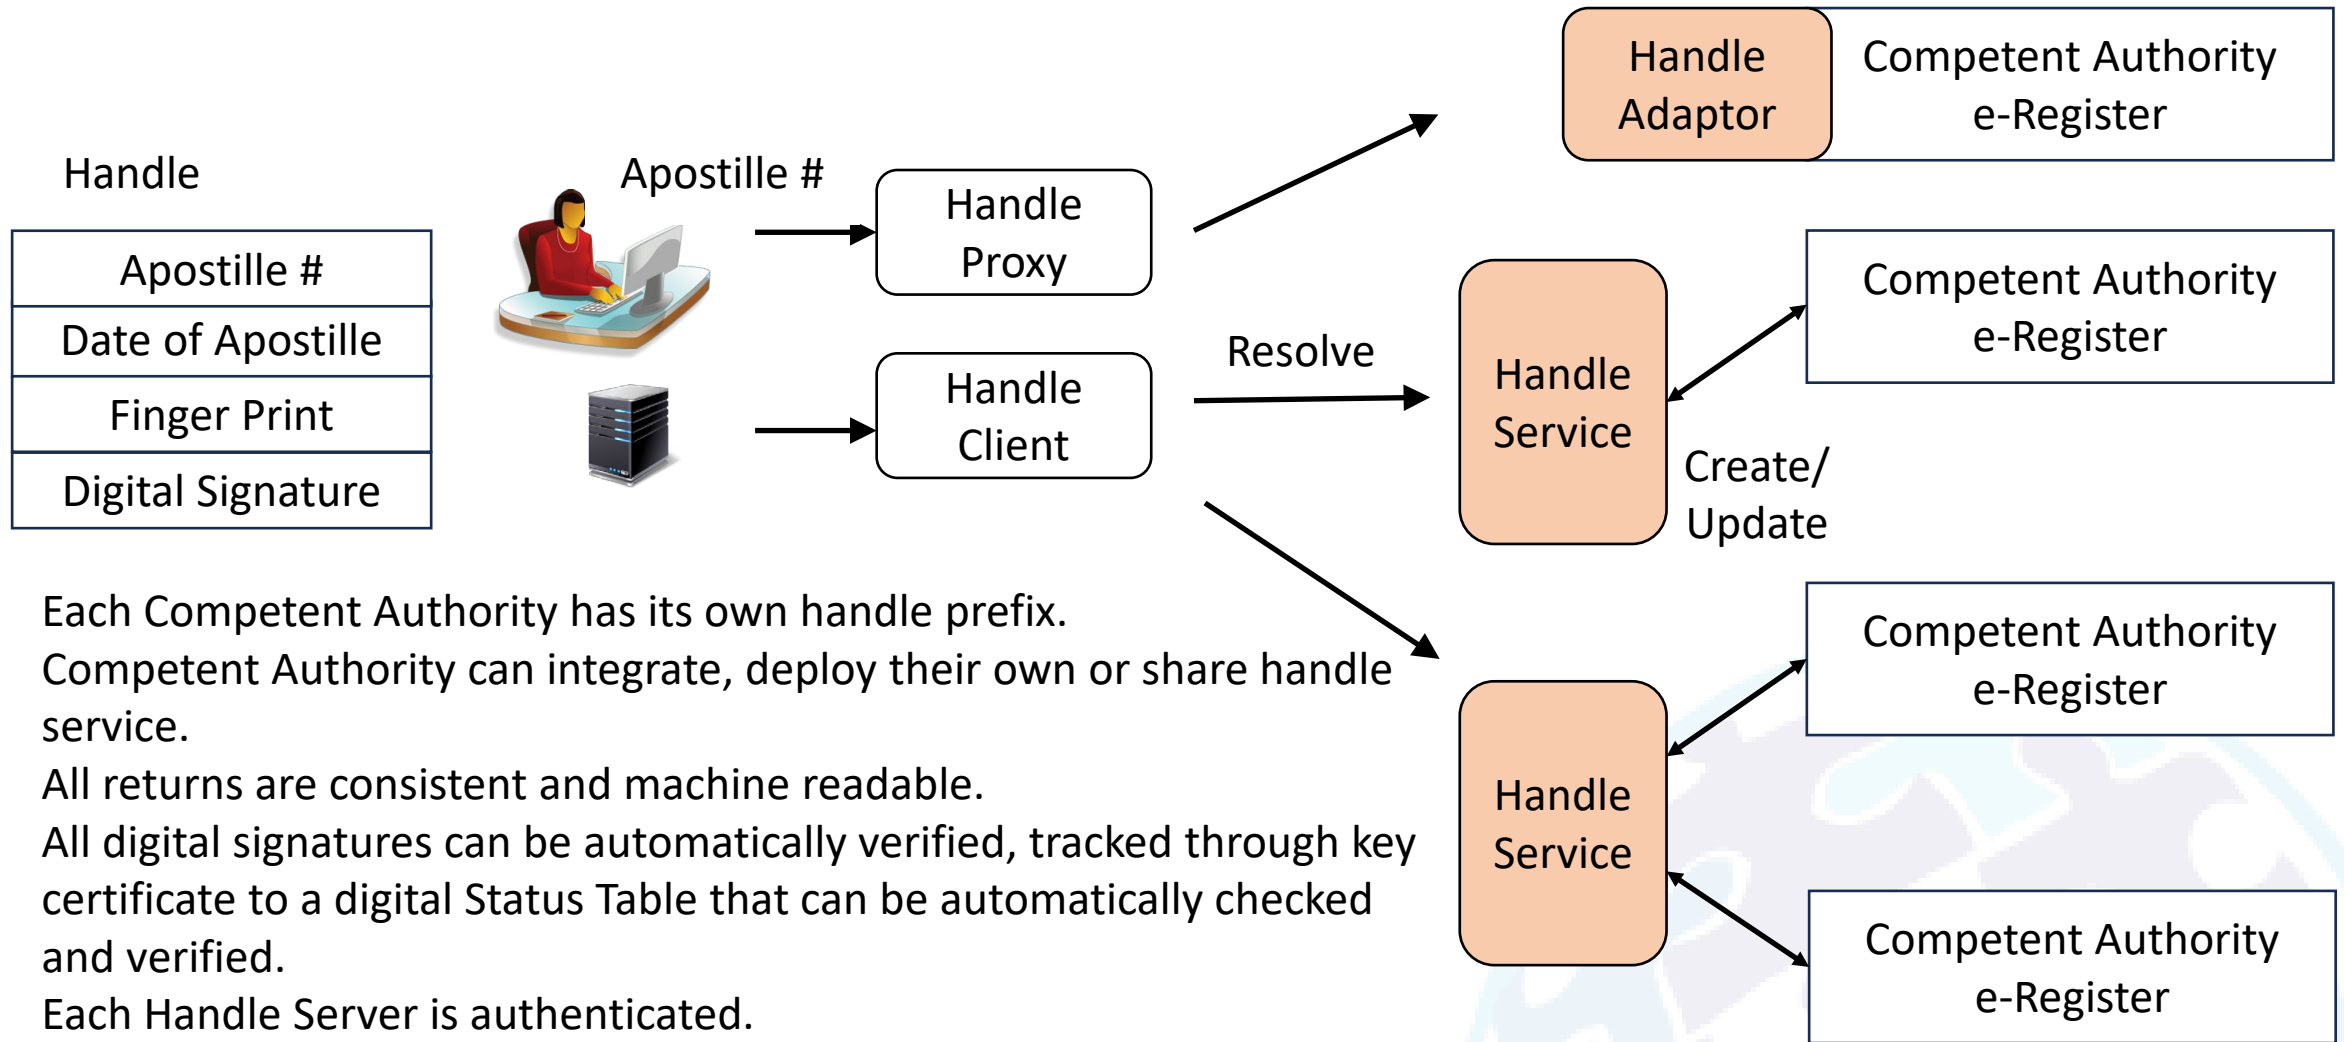 Handle
Apostille #
Date of Apostille
Finger Print
Digital Signature
Apostille #
Handle
Proxy
Handle
Client
Resolve
Handle
Adaptor
Competent Authority
e-Register
Handle
Service
Create/
Update
Competent Authority
e-Register
Handle
Service
Competent Authority
e-Register
Competent Authority
e-Register
Each Competent Authority has its own handle prefix.
Competent Authority can integrate, deploy their own or share handle
service.
All returns are consistent and machine readable.
All digital signatures can be automatically verified, tracked through key
certificate to a digital Status Table that can be automatically checked
and verified.
Each Handle Server is authenticated.